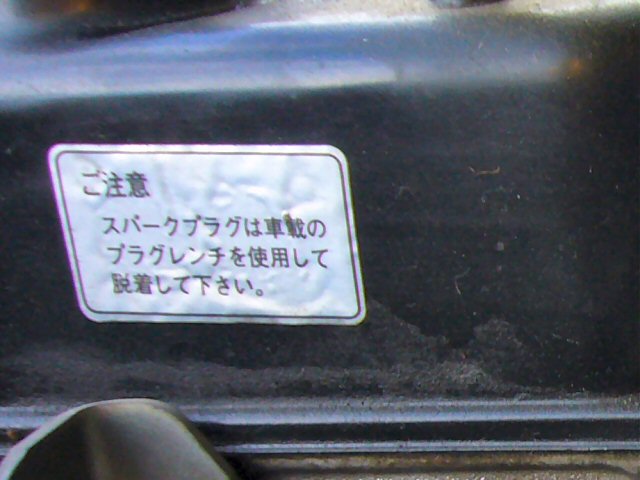 ご注意
スパークプラグは車載の
プラグレンチを使用して
脱着して下さい。